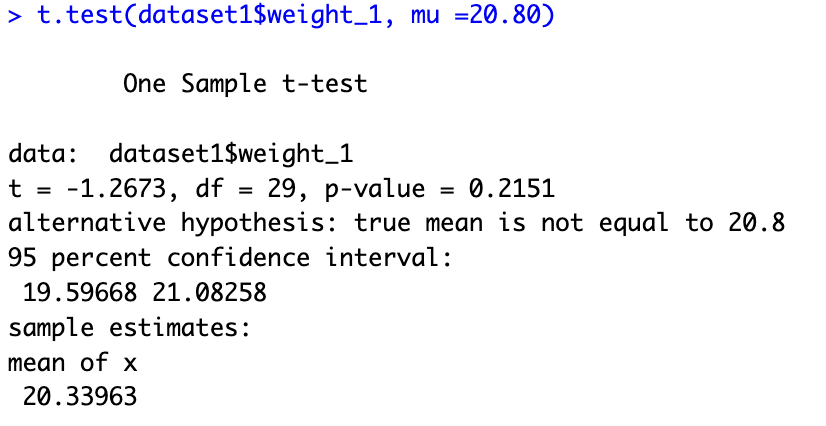 > t.test(dataset1$weight_1, mu =20.80)
One Sample t-test
data:  dataset1$weight_1
t = -1.2673, df = 29, p-value = 0.2151
alternative hypothesis: true mean is not equal to 20.8
95 percent confidence interval:
19.59668 21.08258
sample estimates:
mean of x
20.33963